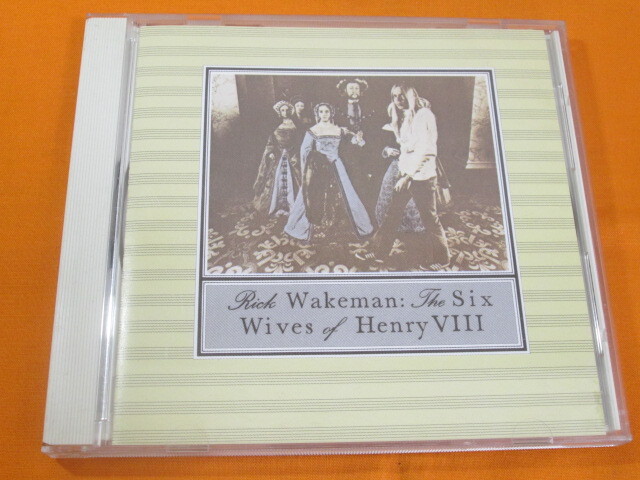 Rick Wakeman: The Six
Wives of Henry VIII